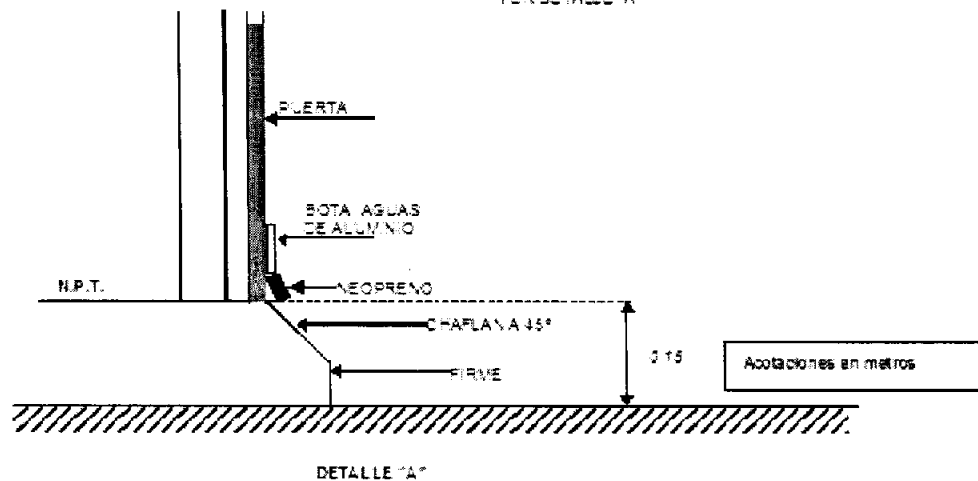 PUERTA
BOTA AGUAS
DE ALUMINIO
N.P.T.
NEOPRENO
CHAFLAN A 45°
0.15
Acotaciones en metros
FIRME
DETALLE "A"